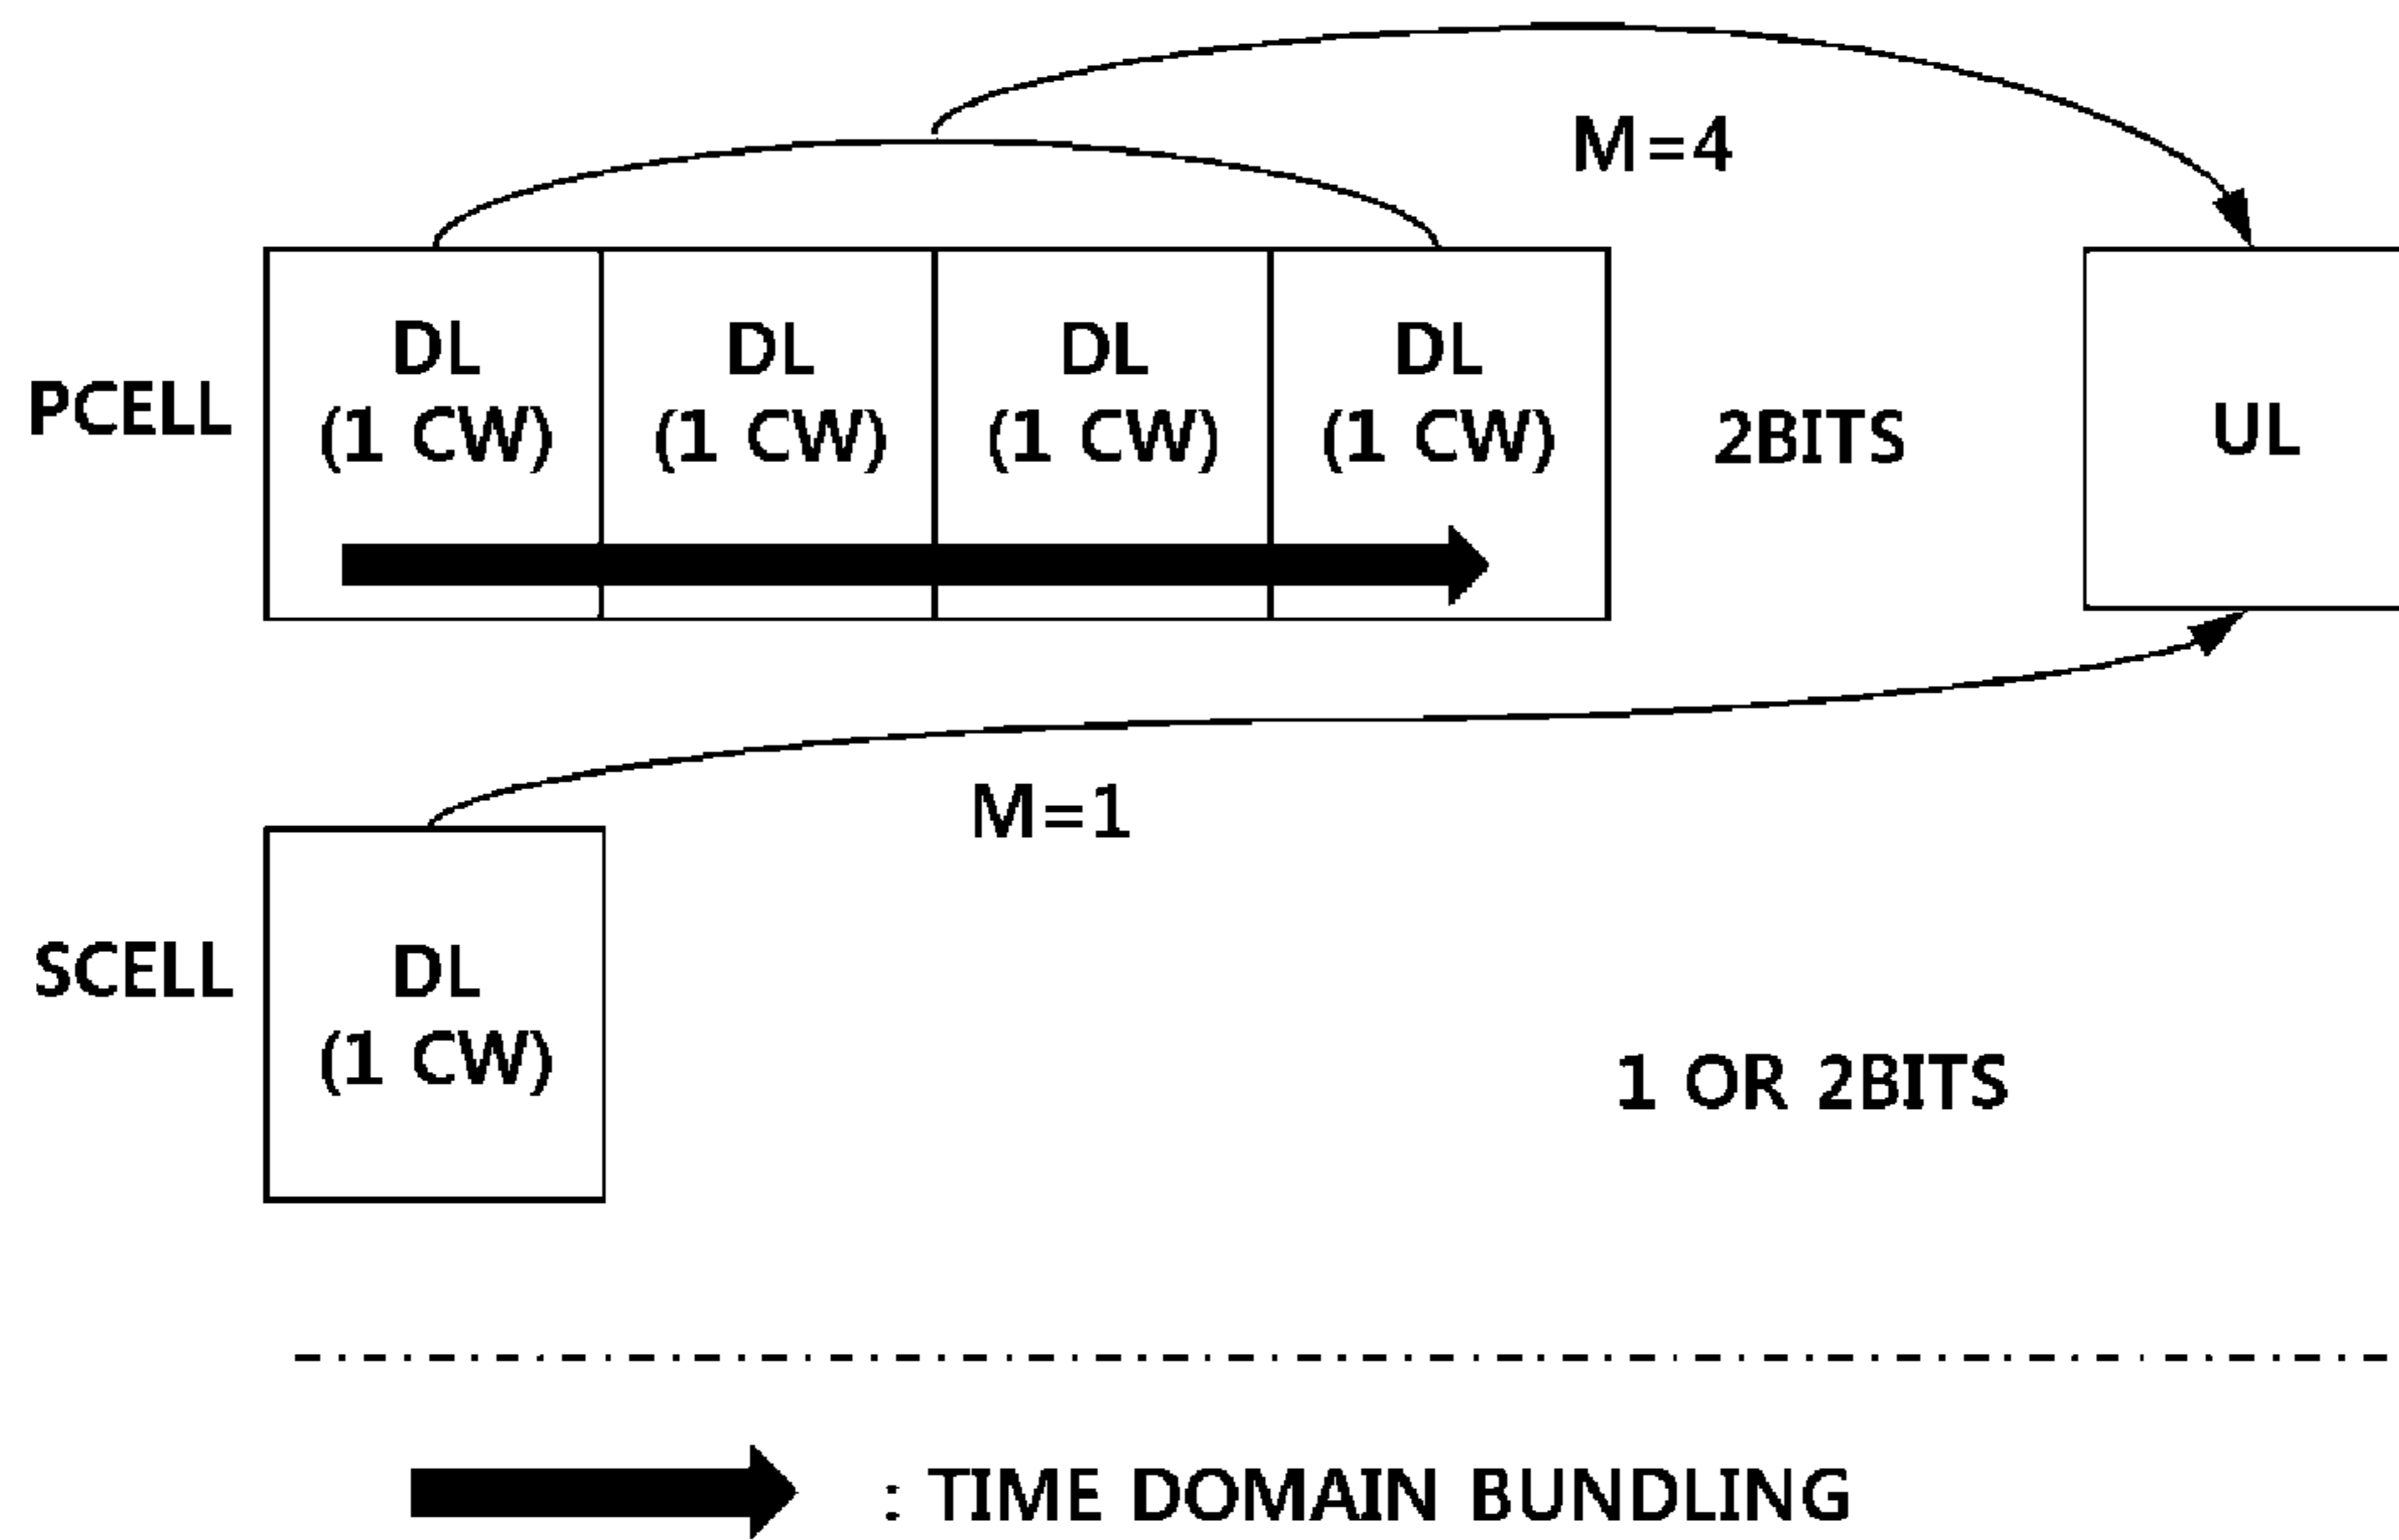 M=4
DL DL DL DL
PCELL (1 CW) (1 CW) (1 CW) (1 CW) 2BITS UL
M=1
SCELL DL
(1 CW)
1 OR 2BITS
: TIME DOMAIN BUNDLING